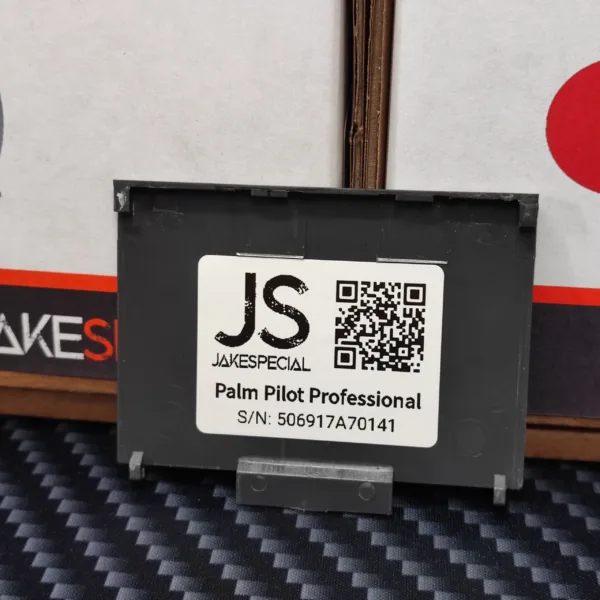 JS
JAKESPECIAL
Palm Pilot Professional
S/N: 506917A70141
AKES